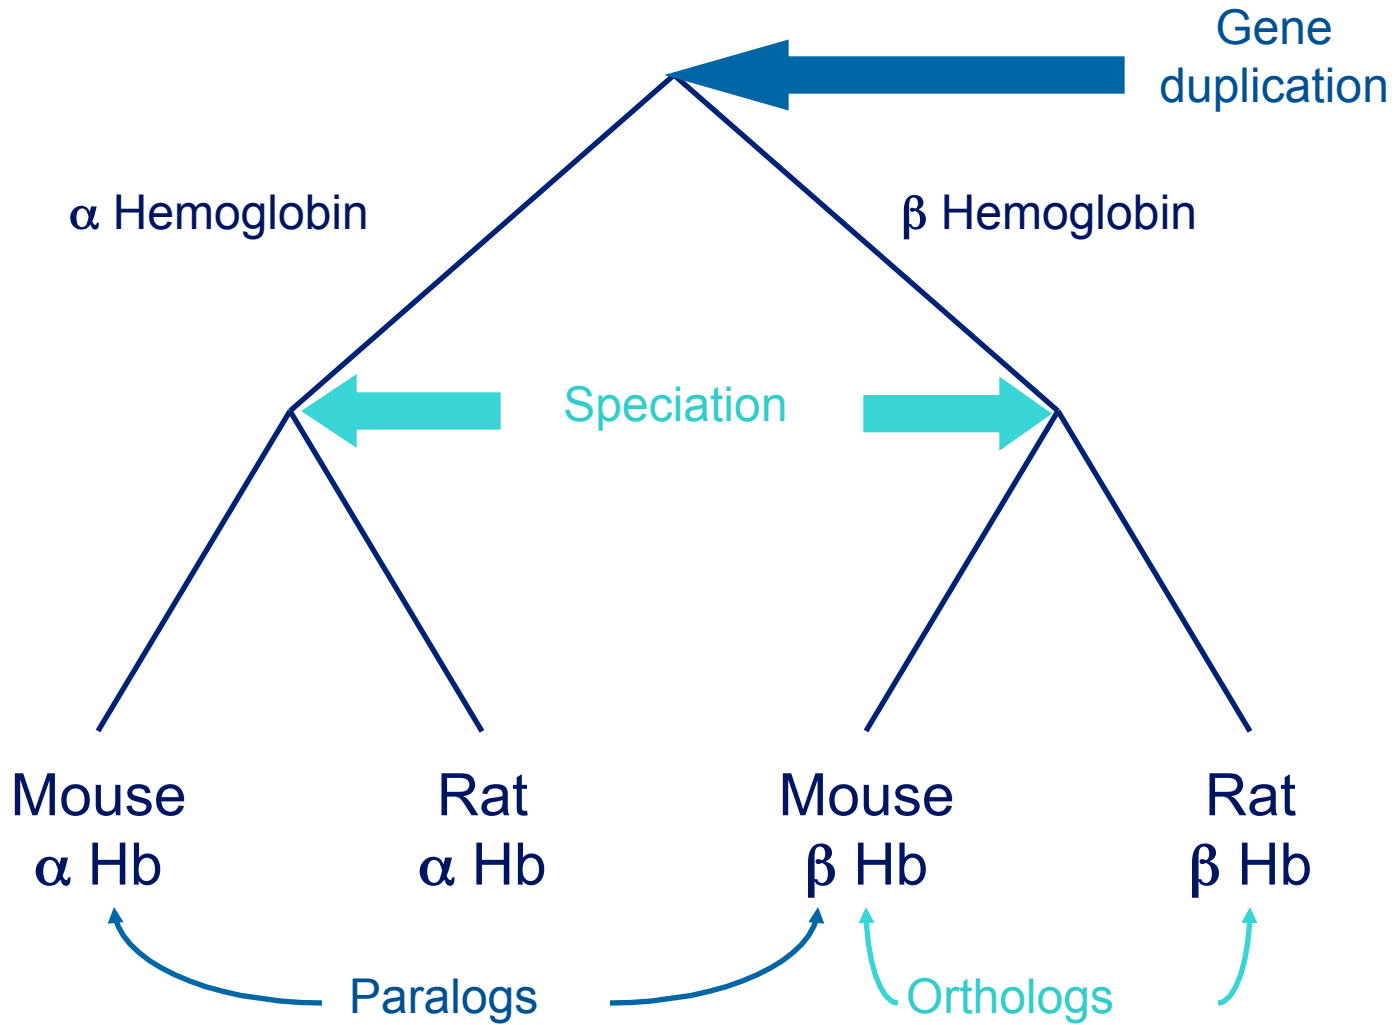 Gene
duplication
α Hemoglobin
β Hemoglobin
Speciation
Mouse
α Hb
Rat
α Hb
Mouse
β Hb
Rat
β Hb
Paralogs
Orthologs